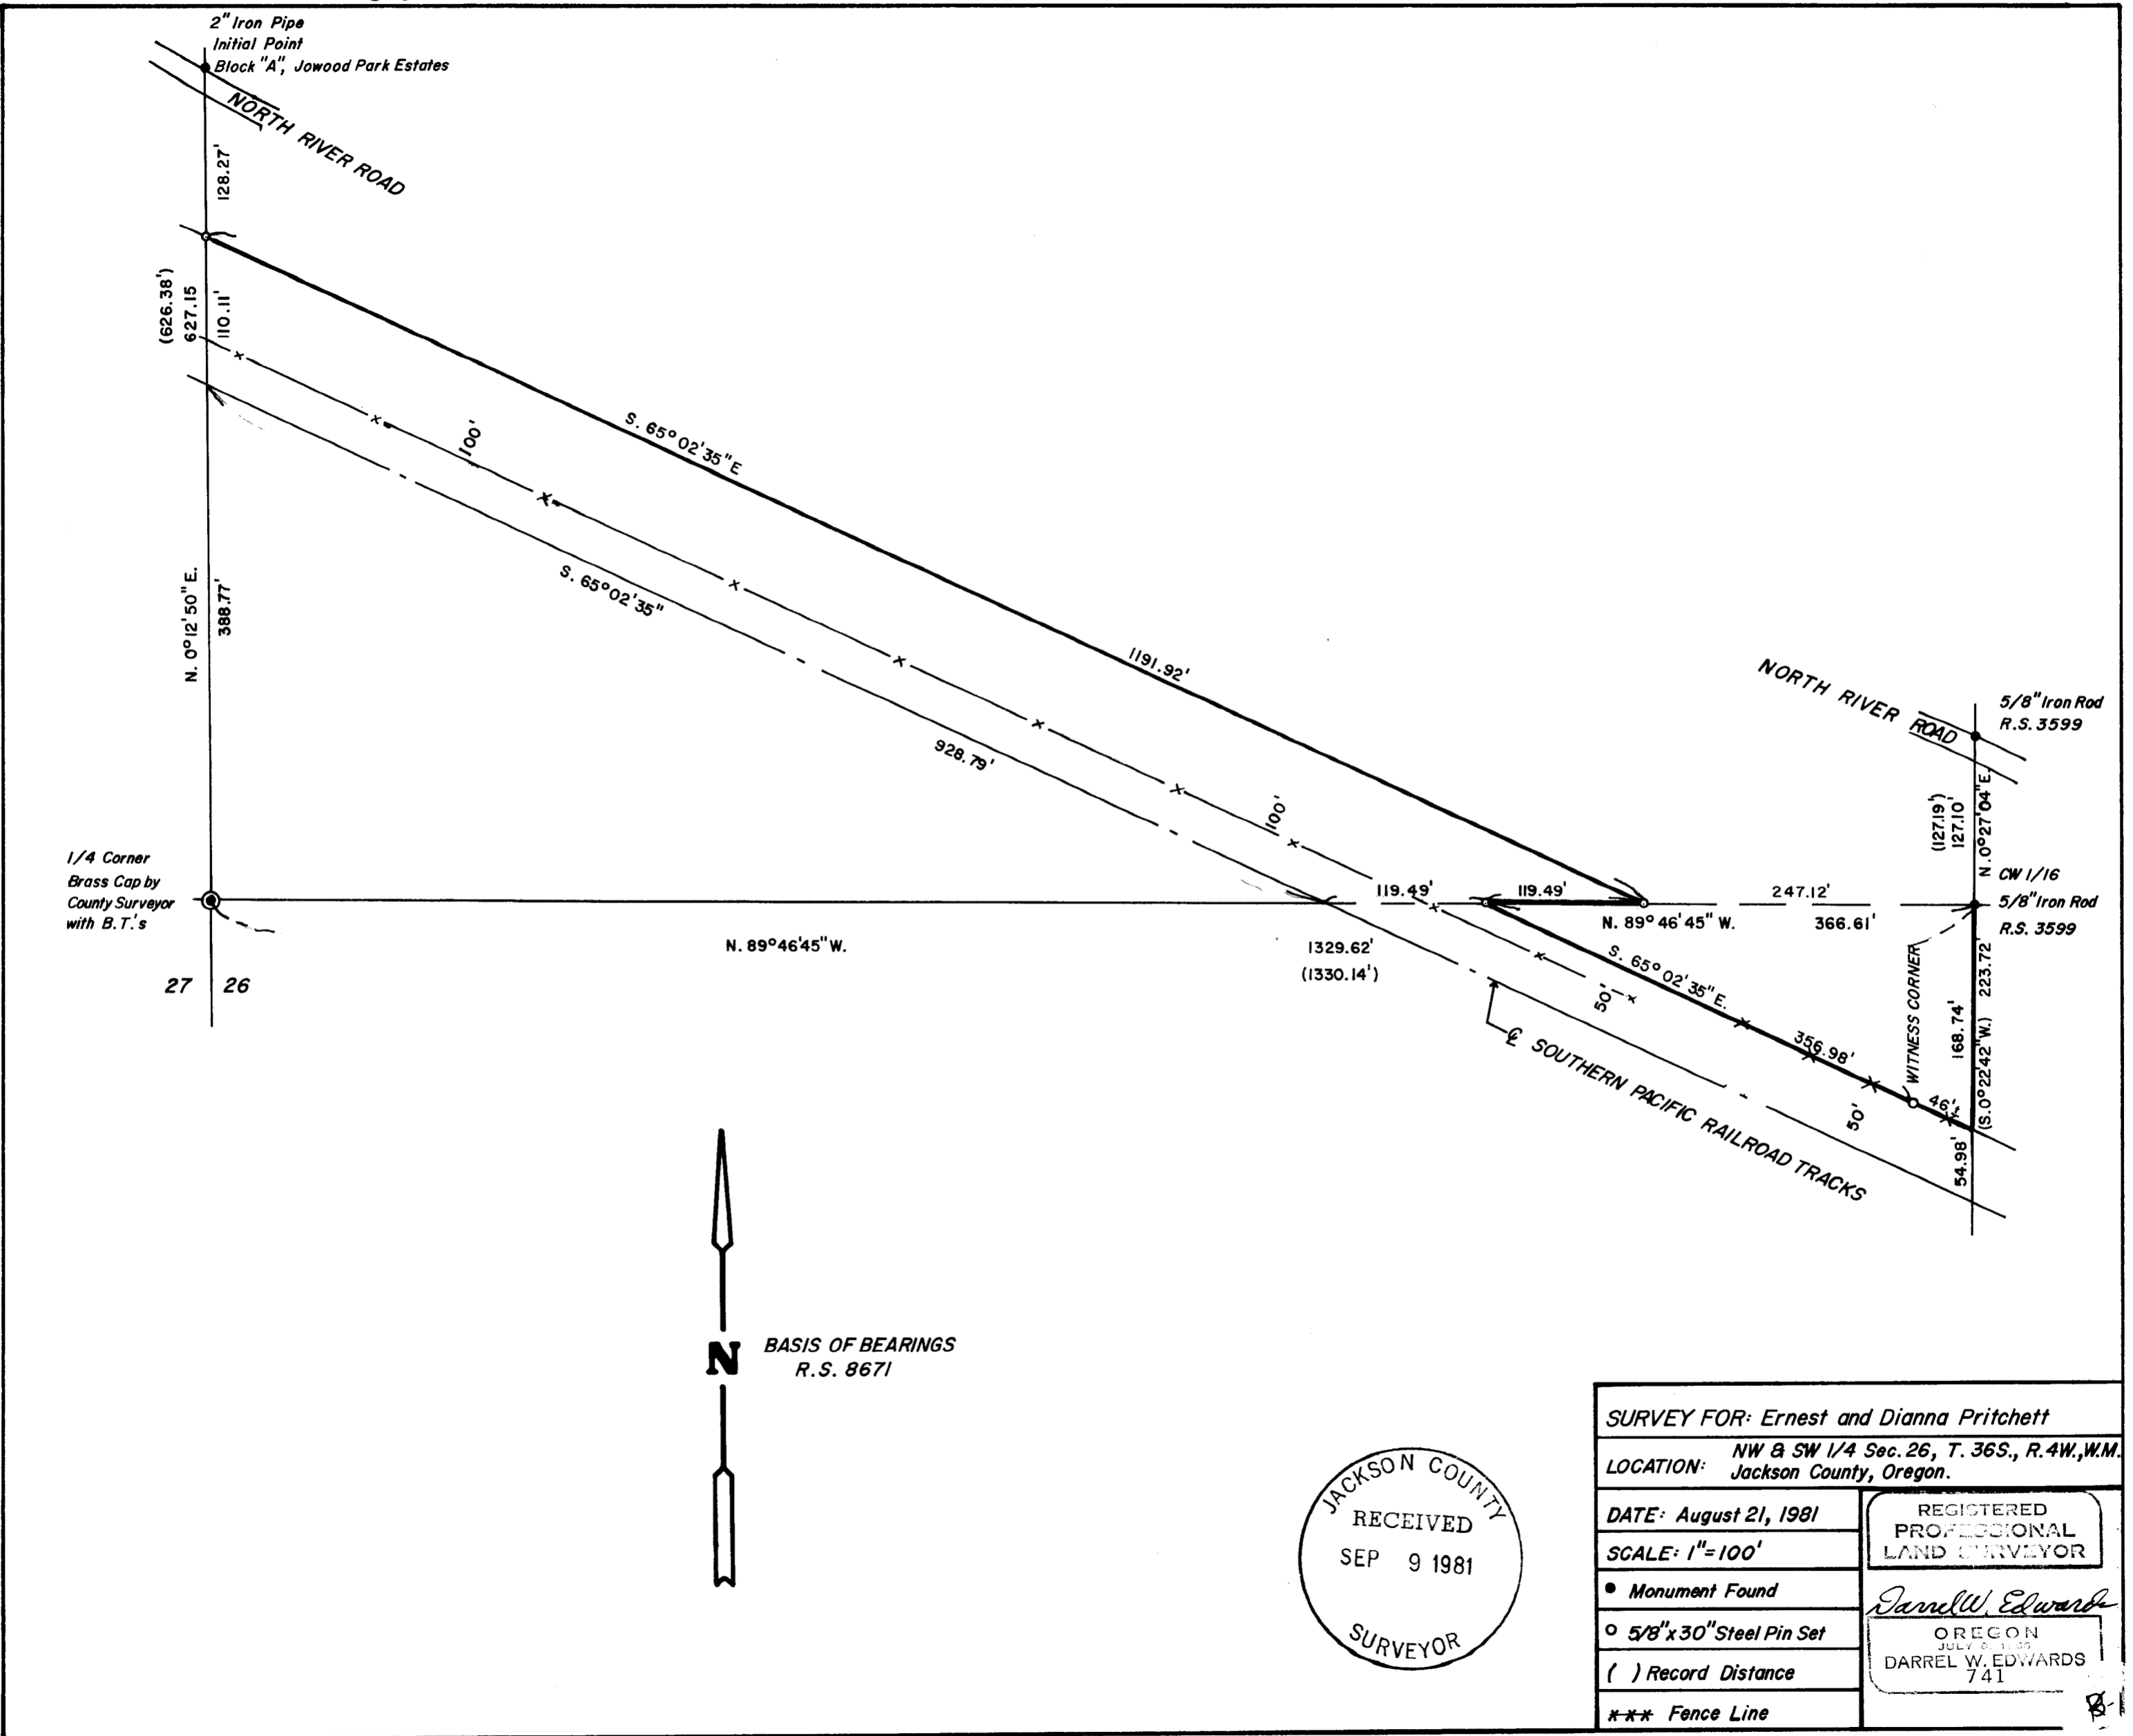 2" Iron Pipe
Initial Point
Block "A", Jowood Park Estates
NORTH RIVER ROAD
128.27'
(626.38')
627.15
110.11'
100'
S. 65°02'35"E
S. 65°02'35"
N. 0°12'50"E.
388.77'
1191.92'
928.79'
100'
NORTH RIVER ROAD
5/8" Iron Rod
R.S. 3599
(127.19')
127.10'
N. 0°27'04"E.
1/4 Corner
Brass Cap by
County Surveyor
with B.T.'s
27 26
N. 89°46'45"W.
119.49'
119.49'
247.12'
CW 1/16
5/8" Iron Rod
R.S. 3599
N. 89°46'45" W.
366.61'
1329.62'
(1330.14')
S. 65°02'35"E.
50'
WITNESS CORNER
223.72'
168.74'
(S.0°22'42"W.)
356.98'
46'±
50'
54.98'
℄ SOUTHERN PACIFIC RAILROAD TRACKS
N
BASIS OF BEARINGS
R.S. 8671
JACKSON COUNTY
RECEIVED
SEP 9 1981
SURVEYOR
SURVEY FOR: Ernest and Dianna Pritchett
LOCATION: NW & SW 1/4 Sec. 26, T. 36S., R.4W.,W.M.
Jackson County, Oregon.
DATE: August 21, 1981
SCALE: 1"=100'
Monument Found
5/8"x30" Steel Pin Set
( ) Record Distance
*** Fence Line
REGISTERED
PROFESSIONAL
LAND SURVEYOR
Darrel W. Edwards
OREGON
JULY
DARREL W. EDWARDS
741